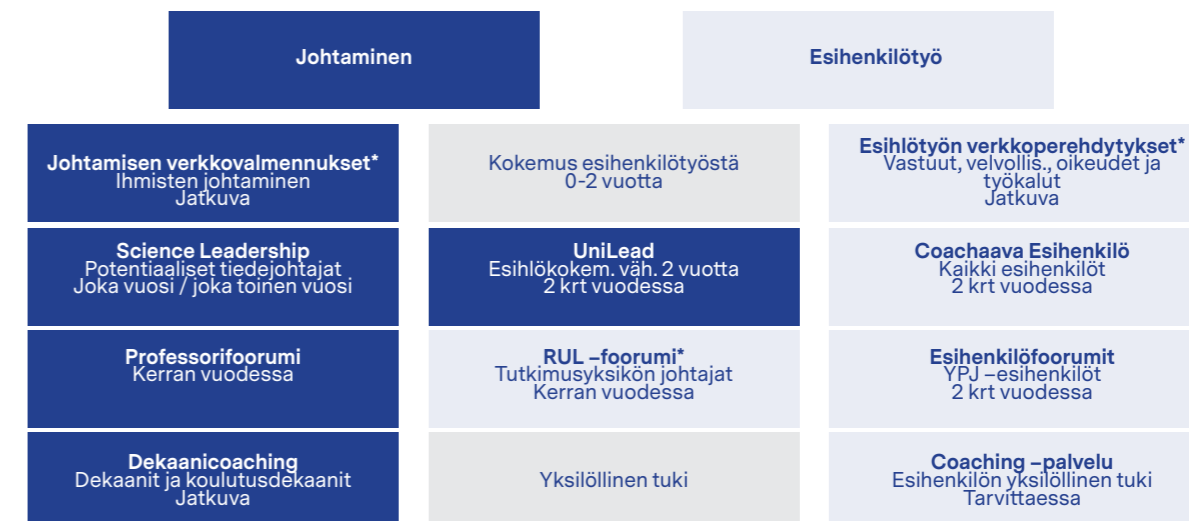 Johtaminen
Esihenkilötyö
Johtamisen verkkovalmennukset*
Ihmisten johtaminen
Jatkuva
Kokemus esihenkilötyöstä
0-2 vuotta
Esihlötyön verkkoperehdytykset*
Vastuut, velvollis., oikeudet ja
työkalut
Jatkuva
Science Leadership
Potentiaaliset tiedejohtajat
Joka vuosi / joka toinen vuosi
UniLead
Esihlökokem. väh. 2 vuotta
2 krt vuodessa
Coachaava Esihenkilö
Kaikki esihenkilöt
2 krt vuodessa
Professorifoorumi
Kerran vuodessa
RUL –foorumi*
Tutkimusyksikön johtajat
Kerran vuodessa
Esihenkilöfoorumit
YPJ –esihenkilöt
2 krt vuodessa
Dekaanicoaching
Dekaanit ja koulutusdekaanit
Jatkuva
Yksilöllinen tuki
Coaching –palvelu
Esihenkilön yksilöllinen tuki
Tarvittaessa